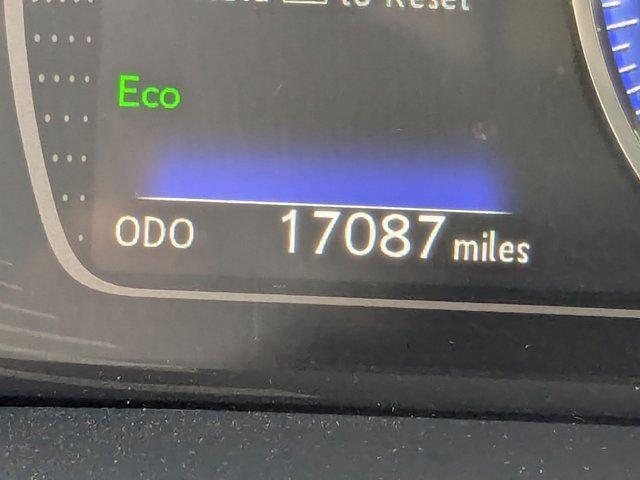 to Reset
Eco
ODO 17087 miles